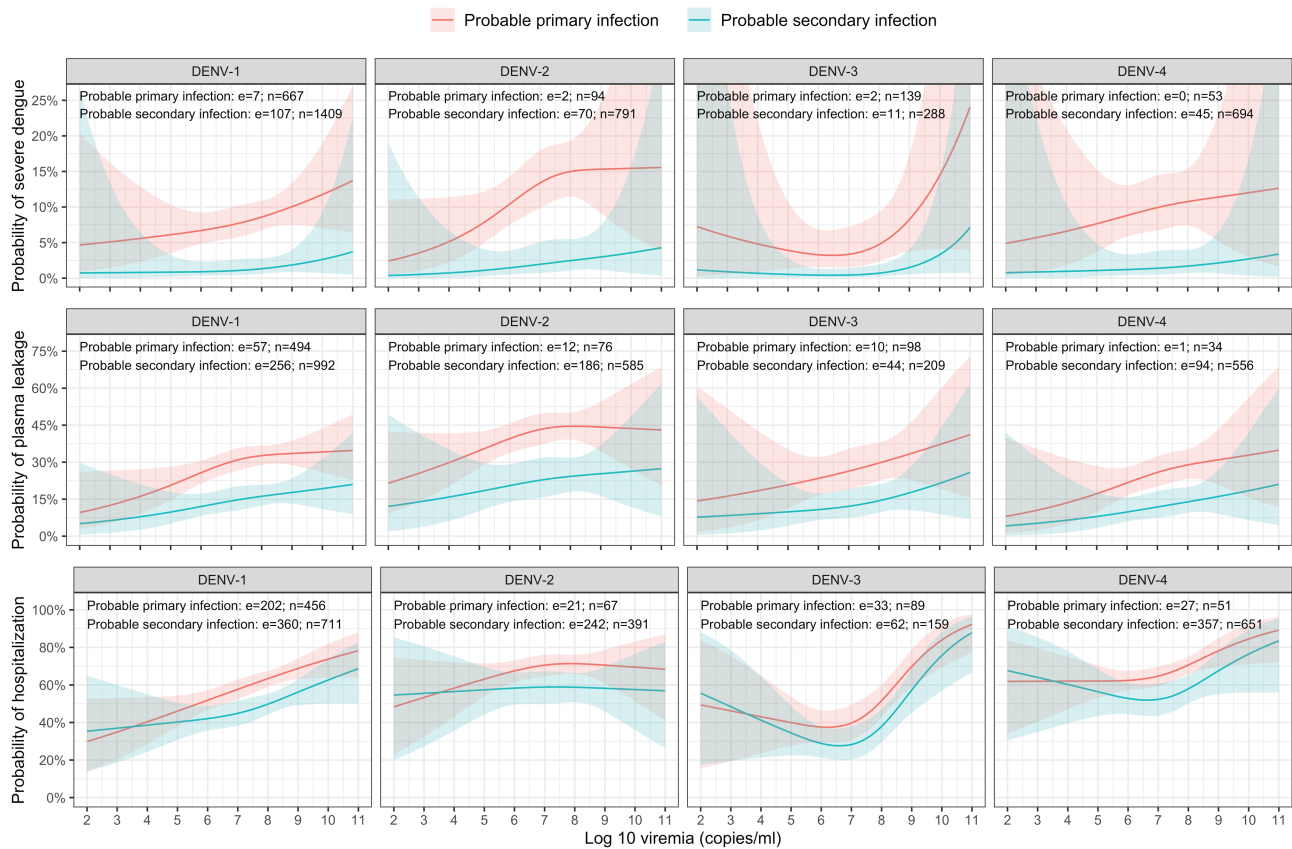 Probable primary infection Probable secondary infection
Probability of severe dengue
DENV-1 DENV-2 DENV-3 DENV-4
Probable primary infection: e=7; n=667
Probable secondary infection: e=107; n=1409
Probable primary infection: e=2; n=94
Probable secondary infection: e=70; n=791
Probable primary infection: e=2; n=139
Probable secondary infection: e=11; n=288
Probable primary infection: e=0; n=53
Probable secondary infection: e=45; n=694
25%
20%
15%
10%
5%
0%
Probability of plasma leakage
DENV-1 DENV-2 DENV-3 DENV-4
Probable primary infection: e=57; n=494
Probable secondary infection: e=256; n=992
Probable primary infection: e=12; n=76
Probable secondary infection: e=186; n=585
Probable primary infection: e=10; n=98
Probable secondary infection: e=44; n=209
Probable primary infection: e=1; n=34
Probable secondary infection: e=94; n=556
75%
60%
45%
30%
15%
0%
Probability of hospitalization
DENV-1 DENV-2 DENV-3 DENV-4
Probable primary infection: e=202; n=456
Probable secondary infection: e=360; n=711
Probable primary infection: e=21; n=67
Probable secondary infection: e=242; n=391
Probable primary infection: e=33; n=89
Probable secondary infection: e=62; n=159
Probable primary infection: e=27; n=51
Probable secondary infection: e=357; n=651
100%
80%
60%
40%
20%
0%
2 3 4 5 6 7 8 9 10 11 2 3 4 5 6 7 8 9 10 11 2 3 4 5 6 7 8 9 10 11 2 3 4 5 6 7 8 9 10 11
Log 10 viremia (copies/ml)